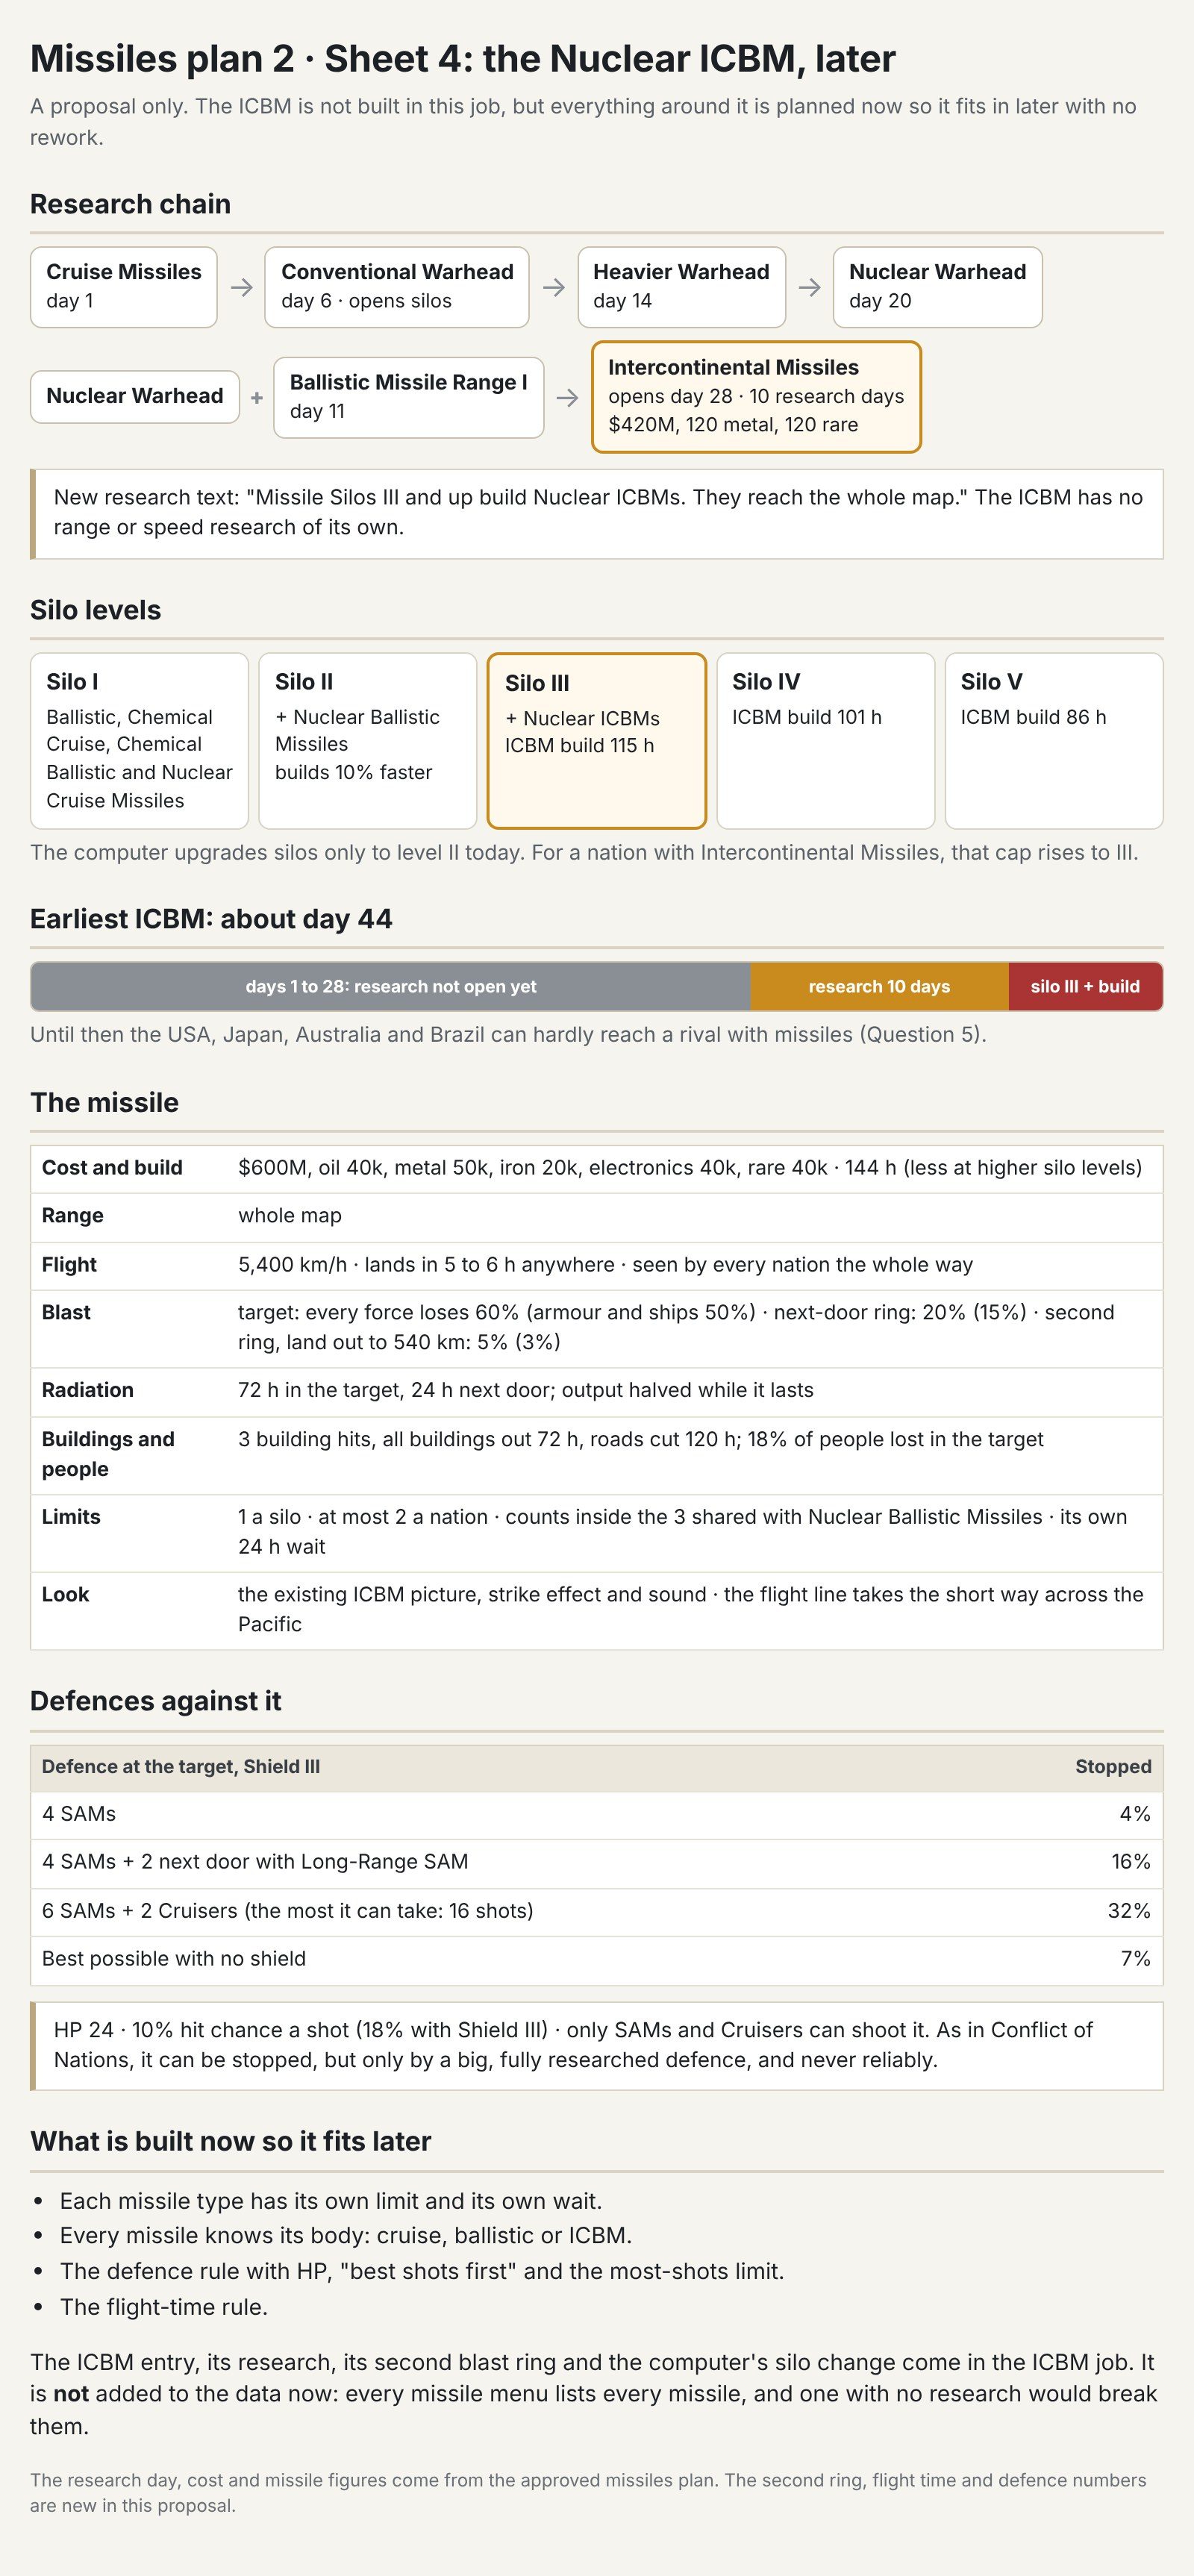 Missiles plan 2 · Sheet 4: the Nuclear ICBM, later
A proposal only. The ICBM is not built in this job, but everything around it is planned now so it fits in later with no
rework.
Research chain
Cruise Missiles
day 1
→
Conventional Warhead
day 6 · opens silos
→
Heavier Warhead
day 14
→
Nuclear Warhead
day 20
Nuclear Warhead
+
Ballistic Missile Range I
day 11
→
Intercontinental Missiles
opens day 28 · 10 research days
$420M, 120 metal, 120 rare
New research text: "Missile Silos III and up build Nuclear ICBMs. They reach the whole map." The ICBM has no
range or speed research of its own.
Silo levels
Silo I
Ballistic, Chemical
Cruise, Chemical
Ballistic and Nuclear
Cruise Missiles
Silo II
+ Nuclear Ballistic
Missiles
builds 10% faster
Silo III
+ Nuclear ICBMs
ICBM build 115 h
Silo IV
ICBM build 101 h
Silo V
ICBM build 86 h
The computer upgrades silos only to level II today. For a nation with Intercontinental Missiles, that cap rises to III.
Earliest ICBM: about day 44
days 1 to 28: research not open yet
research 10 days
silo III + build
Until then the USA, Japan, Australia and Brazil can hardly reach a rival with missiles (Question 5).
The missile
Cost and build $600M, oil 40k, metal 50k, iron 20k, electronics 40k, rare 40k · 144 h (less at higher silo levels)
Range whole map
Flight 5,400 km/h · lands in 5 to 6 h anywhere · seen by every nation the whole way
Blast target: every force loses 60% (armour and ships 50%) · next-door ring: 20% (15%) · second
ring, land out to 540 km: 5% (3%)
Radiation 72 h in the target, 24 h next door; output halved while it lasts
Buildings and 3 building hits, all buildings out 72 h, roads cut 120 h; 18% of people lost in the target
people
Limits 1 a silo · at most 2 a nation · counts inside the 3 shared with Nuclear Ballistic Missiles · its own
24 h wait
Look the existing ICBM picture, strike effect and sound · the flight line takes the short way across the
Pacific
Defences against it
Defence at the target, Shield III Stopped
4 SAMs 4%
4 SAMs + 2 next door with Long-Range SAM 16%
6 SAMs + 2 Cruisers (the most it can take: 16 shots) 32%
Best possible with no shield 7%
HP 24 · 10% hit chance a shot (18% with Shield III) · only SAMs and Cruisers can shoot it. As in Conflict of
Nations, it can be stopped, but only by a big, fully researched defence, and never reliably.
What is built now so it fits later
• Each missile type has its own limit and its own wait.
• Every missile knows its body: cruise, ballistic or ICBM.
• The defence rule with HP, "best shots first" and the most-shots limit.
• The flight-time rule.
The ICBM entry, its research, its second blast ring and the computer's silo change come in the ICBM job. It
is not added to the data now: every missile menu lists every missile, and one with no research would break
them.
The research day, cost and missile figures come from the approved missiles plan. The second ring, flight time and defence numbers
are new in this proposal.